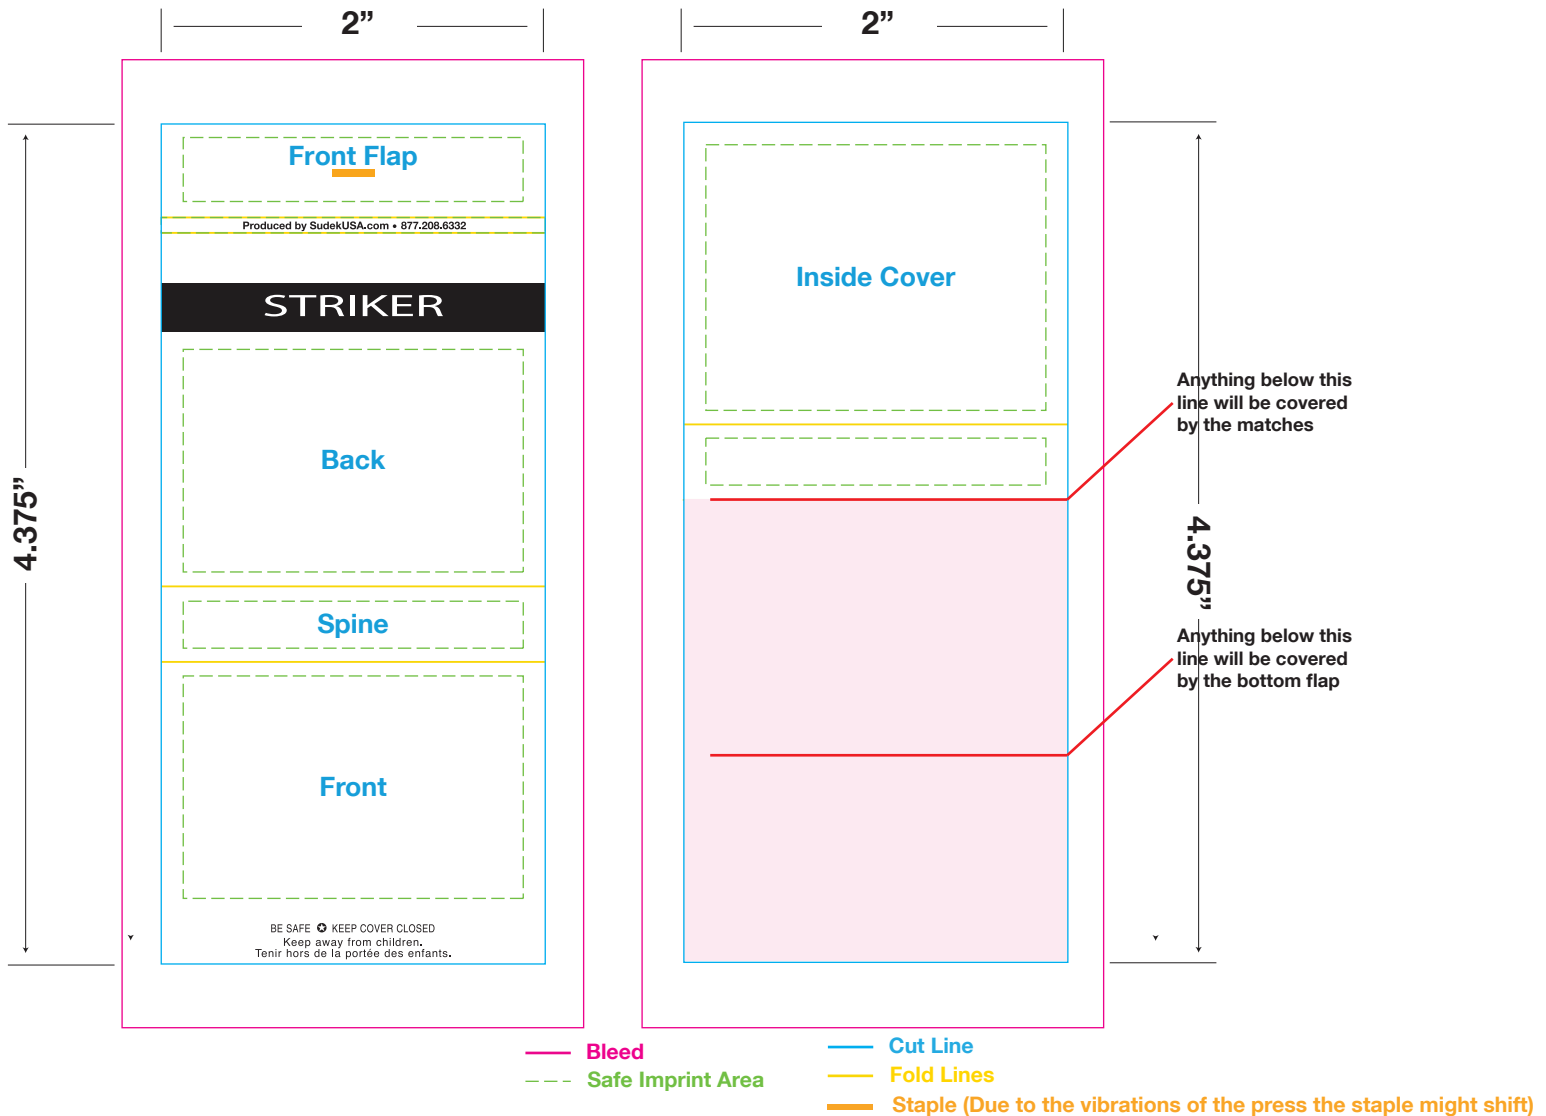 2”
2”
Front Flap
Produced by SudekUSA.com • 877.208.6332
STRIKER
Back
Spine
Front
BE SAFE ✪ KEEP COVER CLOSED
Keep away from children.
Tenir hors de la portée des enfants.
4.375”
Inside Cover
Anything below this
line will be covered
by the matches
4.375”
Anything below this
line will be covered
by the bottom flap
Bleed
Safe Imprint Area
Cut Line
Fold Lines
Staple (Due to the vibrations of the press the staple might shift)